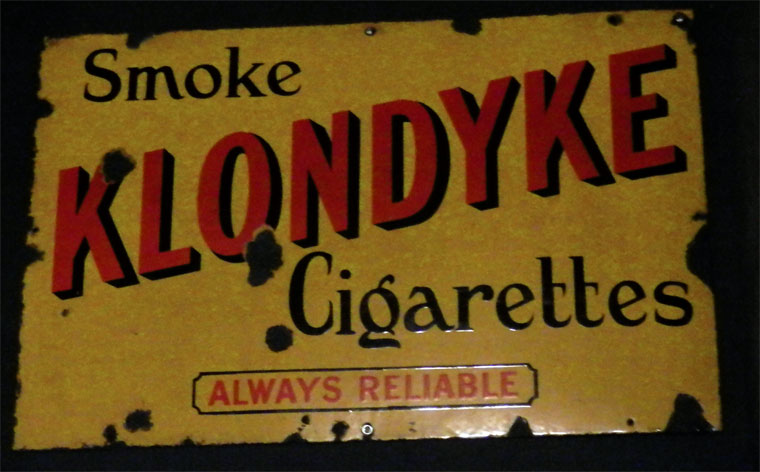 Smoke
KLONDYKE
Cigarettes
ALWAYS RELIABLE